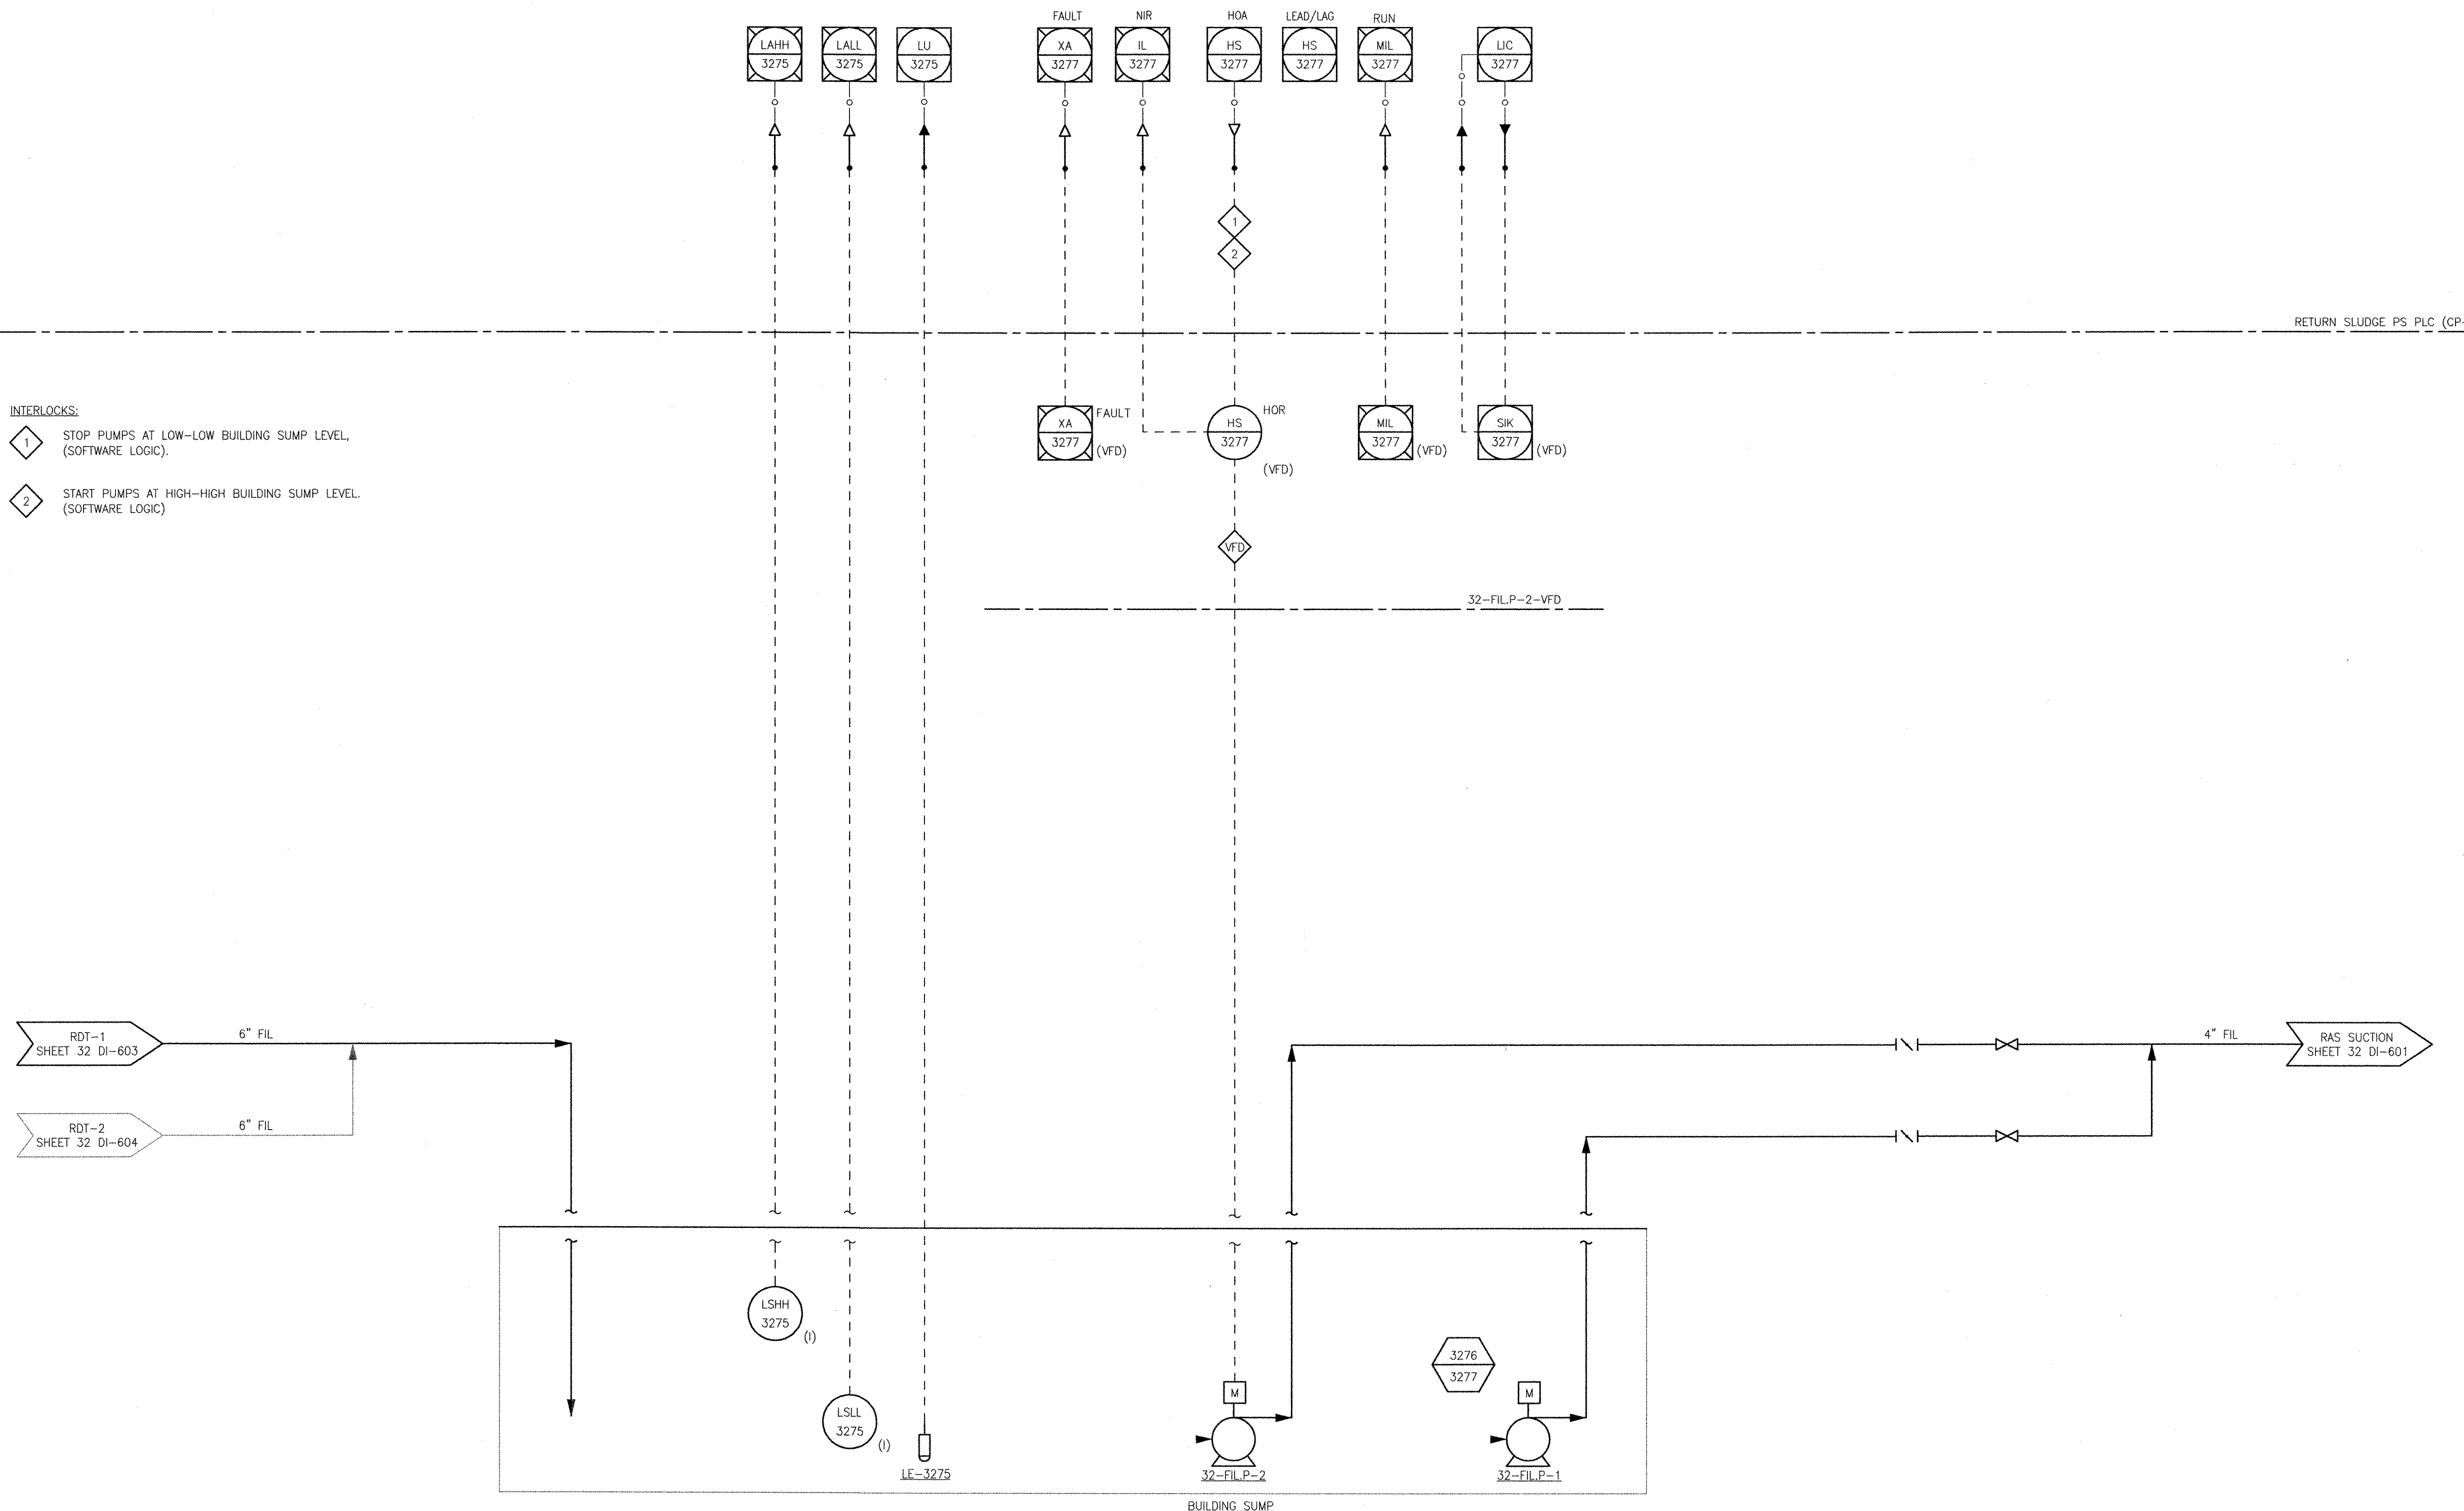 FAULT NIR HOA LEAD/LAG RUN
LAHH
3275
LALL
3275
LU
3275
XA
3277
IL
3277
HS
3277
HS
3277
MIL
3277
LIC
3277
1
2
RETURN SLUDGE PS PLC (CP-
INTERLOCKS:
1
STOP PUMPS AT LOW-LOW BUILDING SUMP LEVEL,
(SOFTWARE LOGIC).
2
START PUMPS AT HIGH-HIGH BUILDING SUMP LEVEL.
(SOFTWARE LOGIC)
XA
3277
FAULT
(VFD)
HS
3277
HOR
(VFD)
MIL
3277
(VFD)
SIK
3277
(VFD)
VFD
32-FIL.P-2-VFD
RDT-1
SHEET 32 DI-603
6" FIL
RDT-2
SHEET 32 DI-604
6" FIL
4" FIL
RAS SUCTION
SHEET 32 DI-601
LSHH
3275
(I)
LSLL
3275
(I)
LE-3275
M
32-FIL.P-2
3276
3277
M
32-FIL.P-1
BUILDING SUMP